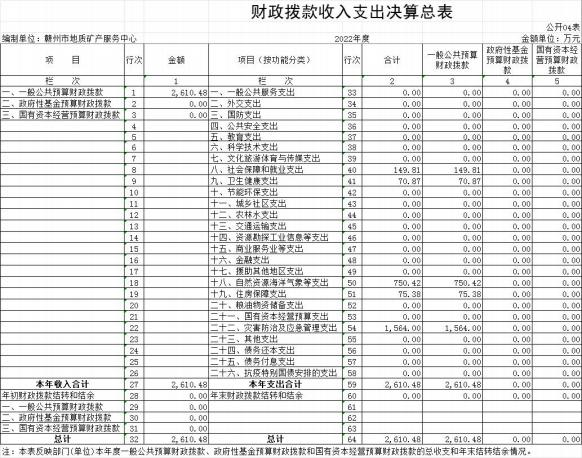 财政拨款收入支出决算总表
公开04表
编制单位：赣州市地质矿产服务中心 2022年度 金额单位：万元
项 目 行次 金额 项目（按功能分类） 行次 合计 一般公共预算财政拨款 政府性基金预算财政拨款 国有资本经营预算财政拨款
栏 次 1 栏 次 2 3 4 5
一、一般公共预算财政拨款 1 2,610.48 一、一般公共服务支出 33 0.00 0.00 0.00 0.00
二、政府性基金预算财政拨款 2 0.00 二、外交支出 34 0.00 0.00 0.00 0.00
三、国有资本经营预算财政拨款 3 0.00 三、国防支出 35 0.00 0.00 0.00 0.00
4 四、公共安全支出 36 0.00 0.00 0.00 0.00
5 五、教育支出 37 0.00 0.00 0.00 0.00
6 六、科学技术支出 38 0.00 0.00 0.00 0.00
7 七、文化旅游体育与传媒支出 39 0.00 0.00 0.00 0.00
8 八、社会保障和就业支出 40 149.81 149.81 0.00 0.00
9 九、卫生健康支出 41 70.87 70.87 0.00 0.00
10 十、节能环保支出 42 0.00 0.00 0.00 0.00
11 十一、城乡社区支出 43 0.00 0.00 0.00 0.00
12 十二、农林水支出 44 0.00 0.00 0.00 0.00
13 十三、交通运输支出 45 0.00 0.00 0.00 0.00
14 十四、资源勘探工业信息等支出 46 0.00 0.00 0.00 0.00
15 十五、商业服务业等支出 47 0.00 0.00 0.00 0.00
16 十六、金融支出 48 0.00 0.00 0.00 0.00
17 十七、援助其他地区支出 49 0.00 0.00 0.00 0.00
18 十八、自然资源海洋气象等支出 50 750.42 750.42 0.00 0.00
19 十九、住房保障支出 51 75.38 75.38 0.00 0.00
20 二十、粮油物资储备支出 52 0.00 0.00 0.00 0.00
21 二十一、国有资本经营预算支出 53 0.00 0.00 0.00 0.00
22 二十二、灾害防治及应急管理支出 54 1,564.00 1,564.00 0.00 0.00
23 二十三、其他支出 55 0.00 0.00 0.00 0.00
24 二十四、债务还本支出 56 0.00 0.00 0.00 0.00
25 二十五、债务付息支出 57 0.00 0.00 0.00 0.00
26 二十六、抗疫特别国债安排的支出 58 0.00 0.00 0.00 0.00
本年收入合计 27 2,610.48 本年支出合计 59 2,610.48 2,610.48 0.00 0.00
年初财政拨款结转和结余 28 0.00 年末财政拨款结转和结余 60 0.00 0.00 0.00 0.00
一、一般公共预算财政拨款 29 0.00 61
二、政府性基金预算财政拨款 30 0.00 62
三、国有资本经营预算财政拨款 31 0.00 63
总计 32 2,610.48 总计 64 2,610.48 2,610.48 0.00 0.00
注：本表反映部门(单位)本年度一般公共预算财政拨款、政府性基金预算财政拨款和国有资本经营预算财政拨款的总收支和年末结转结余情况。